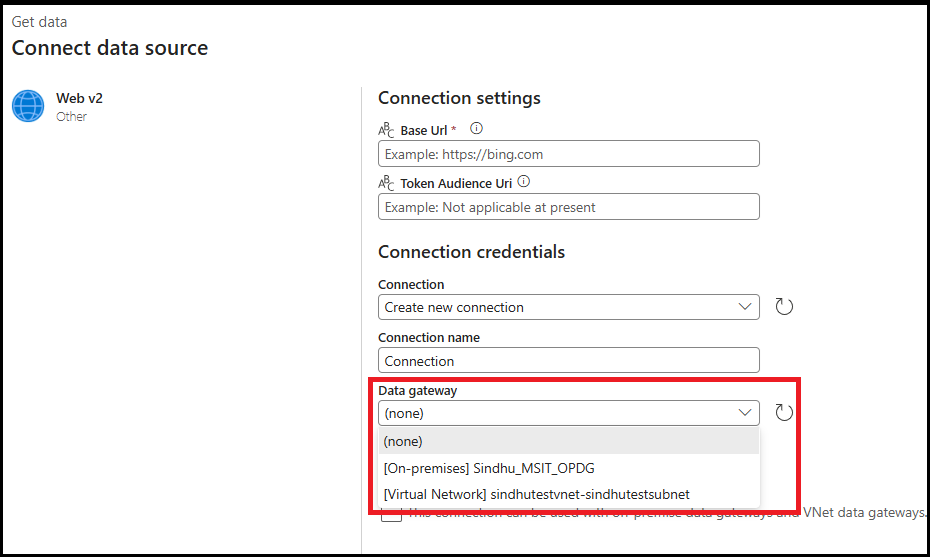 Get data
Connect data source
Web v2
Other
Connection settings
ABC Base Url *
Example: https://bing.com
ABC Token Audience Uri
Example: Not applicable at present
Connection credentials
Connection
Create new connection
Connection name
Connection
Data gateway
(none)
(none)
[On-premises] Sindhu_MSIT_OPDG
[Virtual Network] sindhutestvnet-sindhutestsubnet
This connection can be used with on-premise data gateways and VNet data gateways.